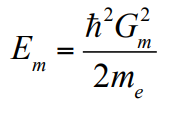 E_m = ħ²G_m² / 2m_e